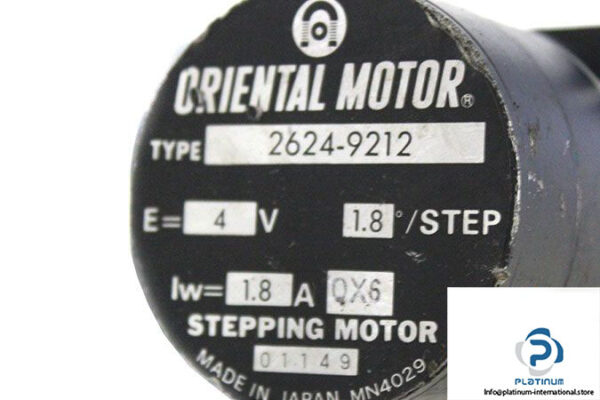 ORIENTAL MOTOR®
TYPE 2624-9212
E= 4 V 1.8°/STEP
Iw= 1.8 A QX6
STEPPING MOTOR
01149
MADE IN JAPAN MN4029
PLATINUM
info@platinum-international.store